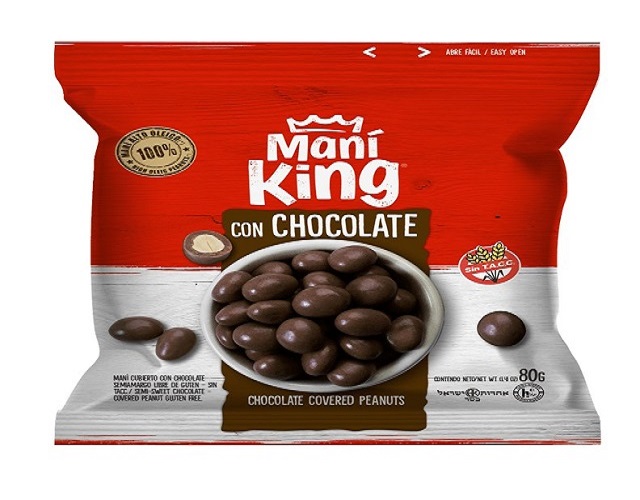 ABRE FÁCIL / EASY OPEN
MANÍ ALTO OLEICO
100%
HIGH OLEIC PEANUTS
Maní
King
CON CHOCOLATE
Sin T.A.C.C.
MANÍ CUBIERTO CON CHOCOLATE
SEMIAMARGO LIBRE DE GLUTEN - SIN
TACC / SEMI-SWEET CHOCOLATE -
COVERED PEANUT GLUTEN FREE.
CHOCOLATE COVERED PEANUTS
CONTENIDO NETO/NET WT. 80G
כשר